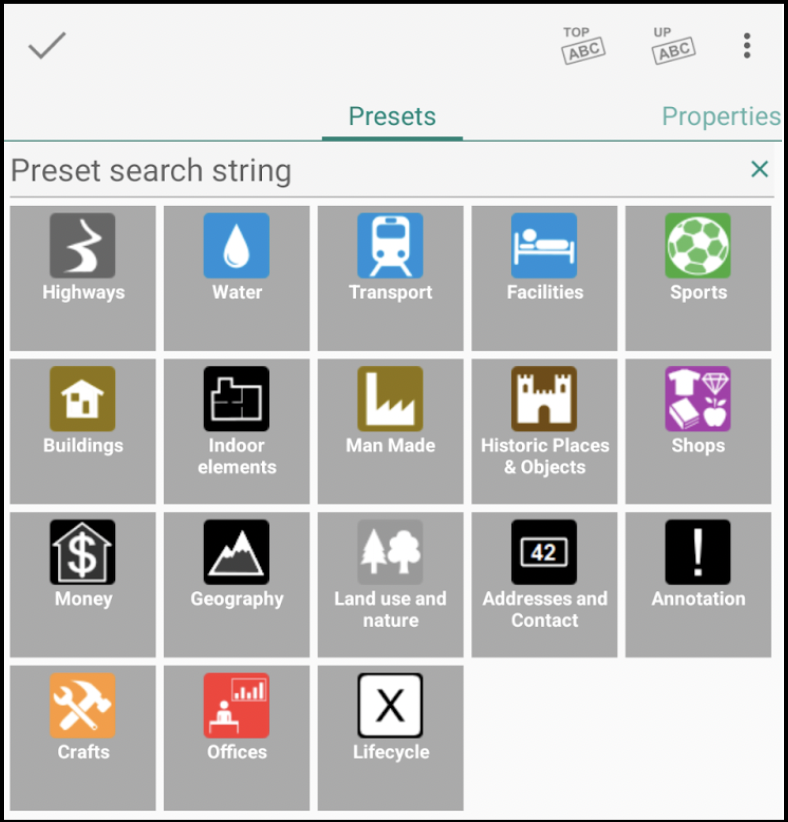 TOP
ABC
UP
ABC
Presets
Properties
Preset search string
Highways
Water
Transport
Facilities
Sports
Buildings
Indoor
elements
Man Made
Historic Places
& Objects
Shops
$
Money
Geography
Land use and
nature
42
Addresses and
Contact
!
Annotation
Crafts
Offices
X
Lifecycle